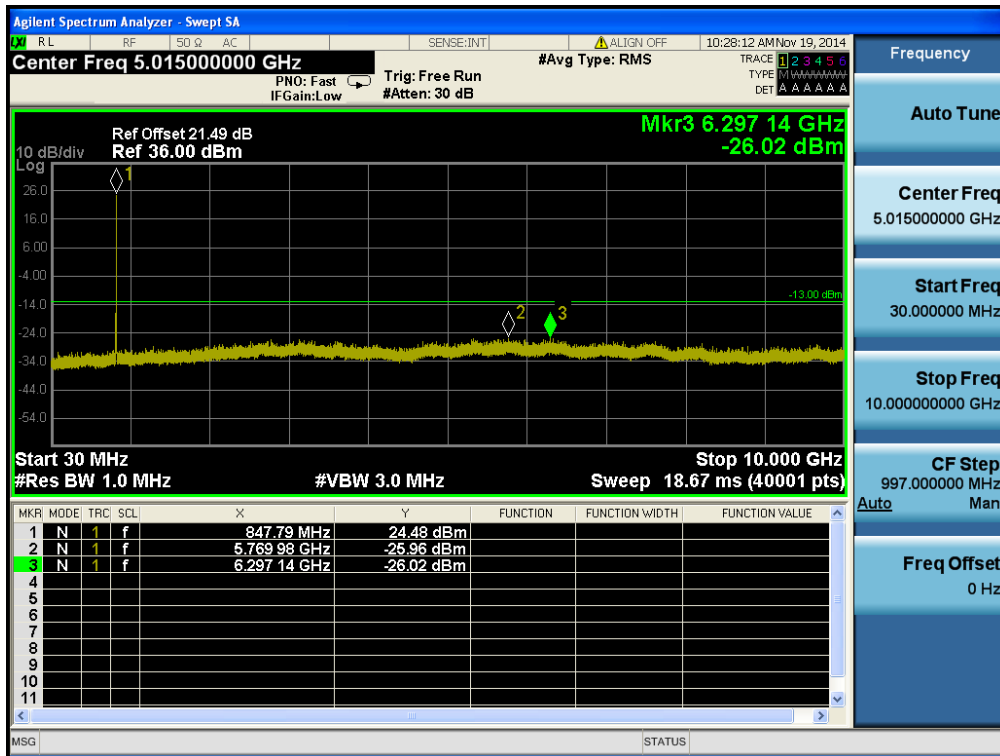 Agilent Spectrum Analyzer - Swept SA
LXI RL RF 50 Ω AC SENSE:INT ALIGN OFF 10:28:12 AM Nov 19, 2014
Center Freq 5.015000000 GHz #Avg Type: RMS TRACE 1 2 3 4 5 6
PNO: Fast Trig: Free Run TYPE M WWWWW
IFGain:Low #Atten: 30 dB DET A A A A A A
Mkr3 6.297 14 GHz
-26.02 dBm
Ref Offset 21.49 dB
10 dB/div Ref 36.00 dBm
Log
1
26.0
16.0
6.00
-4.00
-13.00 dBm
-14.0
2 3
-24.0
-34.0
-44.0
-54.0
Start 30 MHz Stop 10.000 GHz
#Res BW 1.0 MHz #VBW 3.0 MHz Sweep 18.67 ms (40001 pts)
MKR MODE TRC SCL X Y FUNCTION FUNCTION WIDTH FUNCTION VALUE
1 N 1 f 847.79 MHz 24.48 dBm
2 N 1 f 5.769 98 GHz -25.96 dBm
3 N 1 f 6.297 14 GHz -26.02 dBm
4
5
6
7
8
9
10
11
MSG STATUS
Frequency
Auto Tune
Center Freq
5.015000000 GHz
Start Freq
30.000000 MHz
Stop Freq
10.000000000 GHz
CF Step
997.000000 MHz
Auto Man
Freq Offset
0 Hz